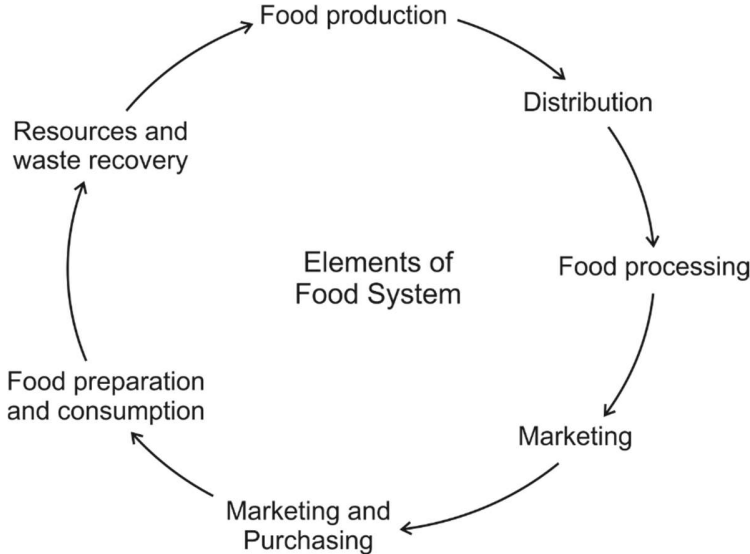 Food production
Distribution
Resources and
waste recovery
Elements of
Food System
Food processing
Food preparation
and consumption
Marketing
Marketing and
Purchasing